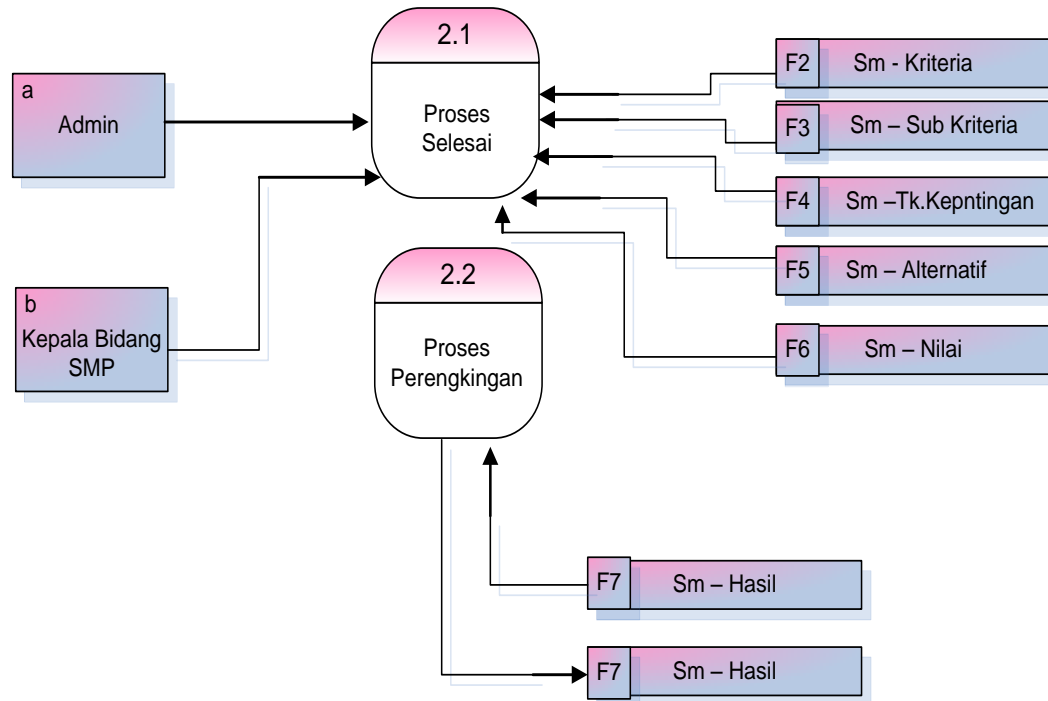 a
Admin
b
Kepala Bidang
SMP
2.1
Proses
Selesai
2.2
Proses
Perengkingan
F2 Sm - Kriteria
F3 Sm – Sub Kriteria
F4 Sm –Tk.Kepntingan
F5 Sm – Alternatif
F6 Sm – Nilai
F7 Sm – Hasil
F7 Sm – Hasil